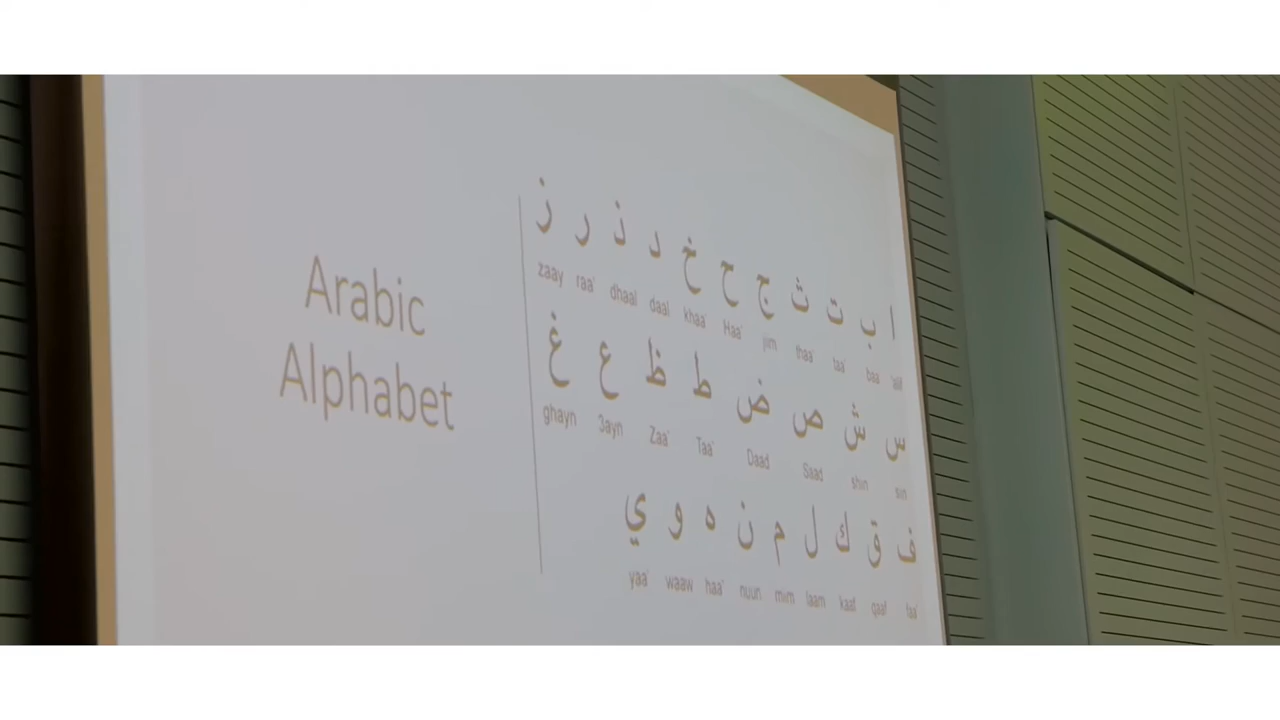 Arabic
Alphabet
ا ب ت ث ج ح خ د ذ ر ز
zaay raa' dhaal daal khaa' Haa' jim thaa' taa' baa 'alif
س ش ص ض ط ظ ع غ
ghayn 3ayn Zaa' Taa' Daad Saad shin sin
ف ق ك ل م ن ه و ي
yaa' waaw haa' nuun mim laam kaaf qaaf